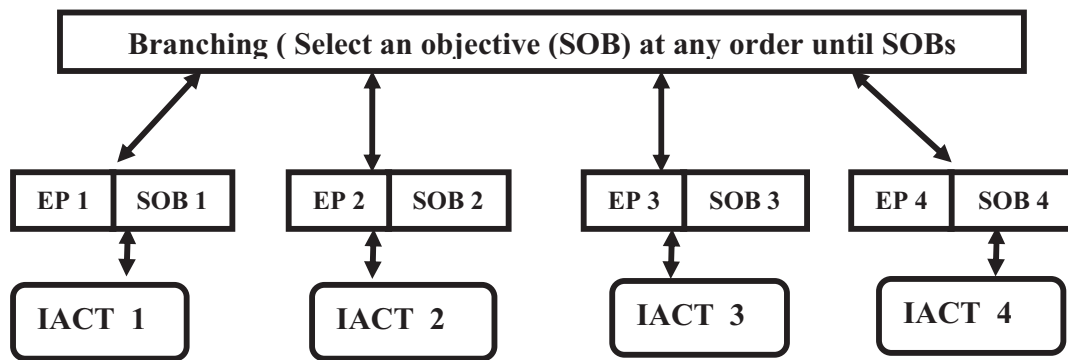 Branching ( Select an objective (SOB) at any order until SOBs
EP 1 SOB 1 EP 2 SOB 2 EP 3 SOB 3 EP 4 SOB 4
IACT 1 IACT 2 IACT 3 IACT 4